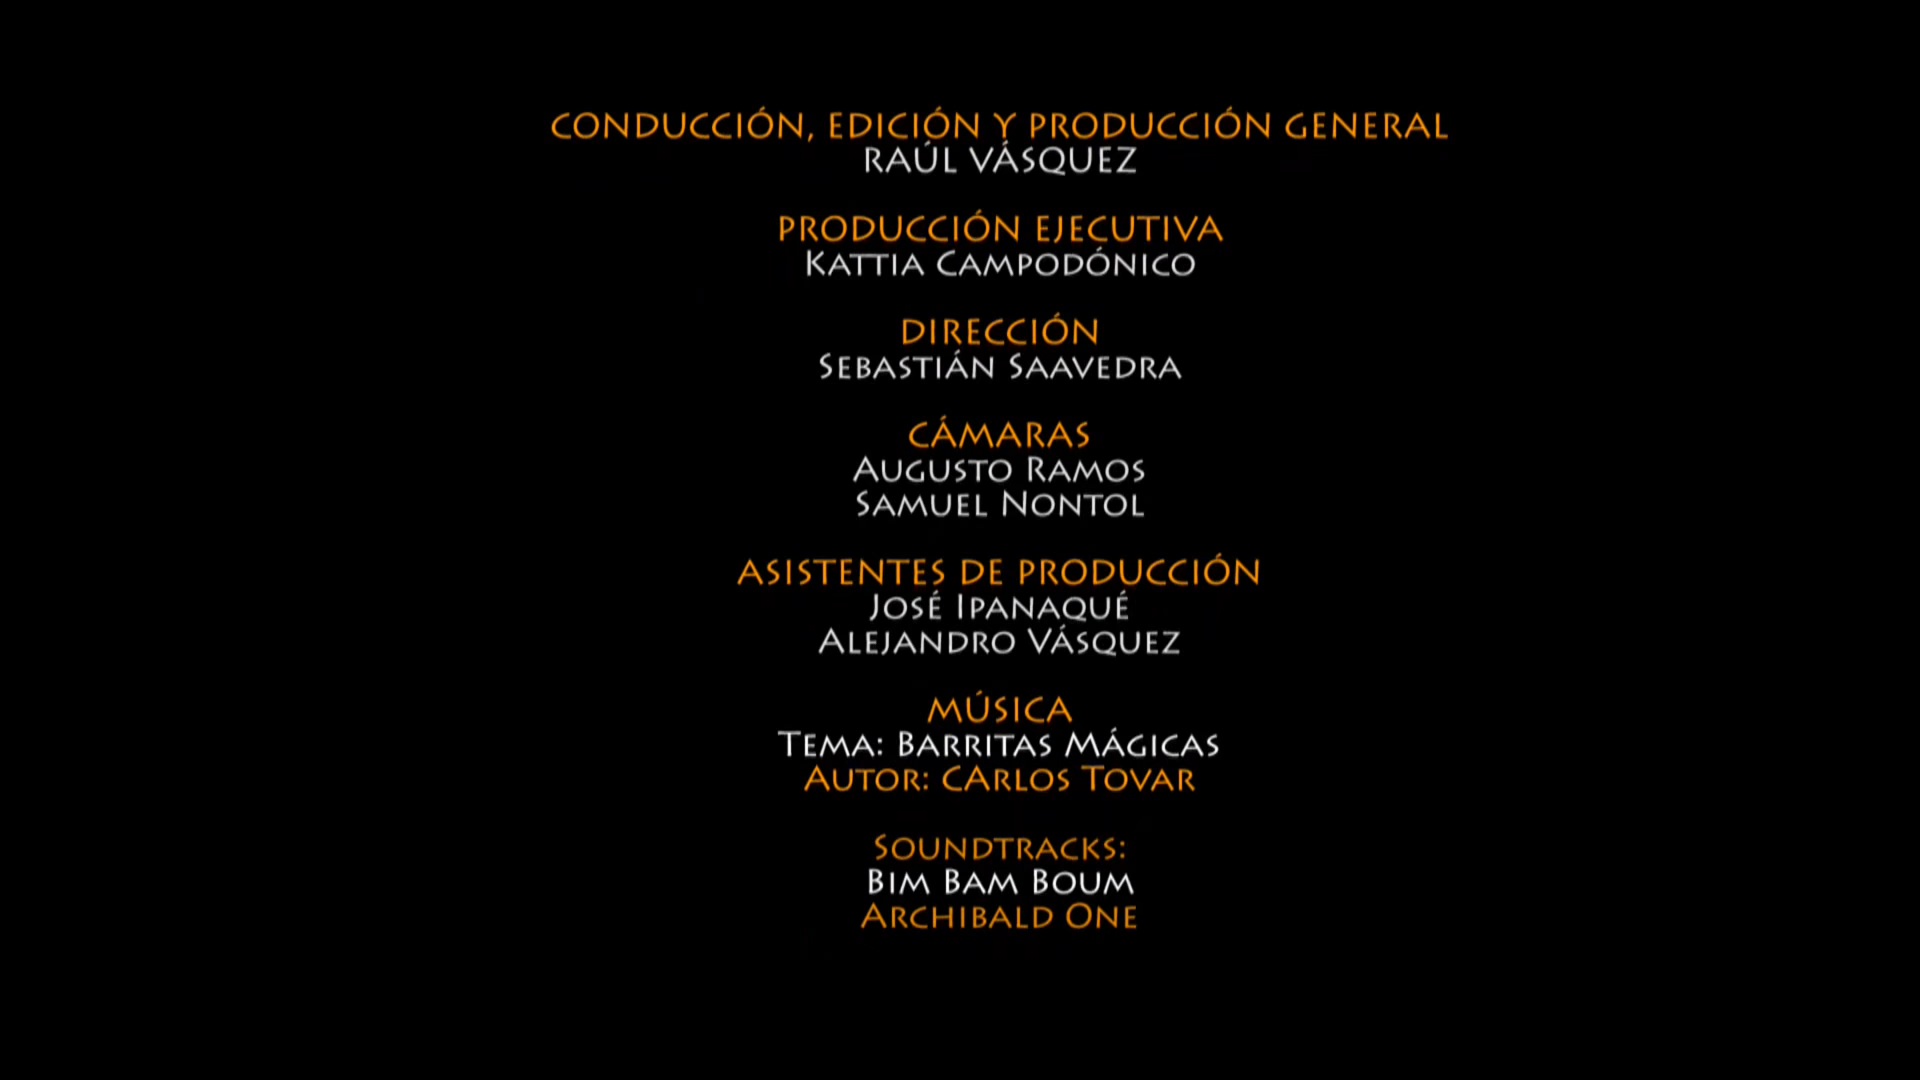 CONDUCCIÓN, EDICIÓN Y PRODUCCIÓN GENERAL
RAÚL VÁSQUEZ
PRODUCCIÓN EJECUTIVA
KATTIA CAMPODÓNICO
DIRECCIÓN
SEBASTIÁN SAAVEDRA
CÁMARAS
AUGUSTO RAMOS
SAMUEL NONTOL
ASISTENTES DE PRODUCCIÓN
JOSÉ IPANAQUÉ
ALEJANDRO VÁSQUEZ
MÚSICA
TEMA: BARRITAS MÁGICAS
AUTOR: CARLOS TOVAR
SOUNDTRACKS:
BIM BAM BOUM
ARCHIBALD ONE